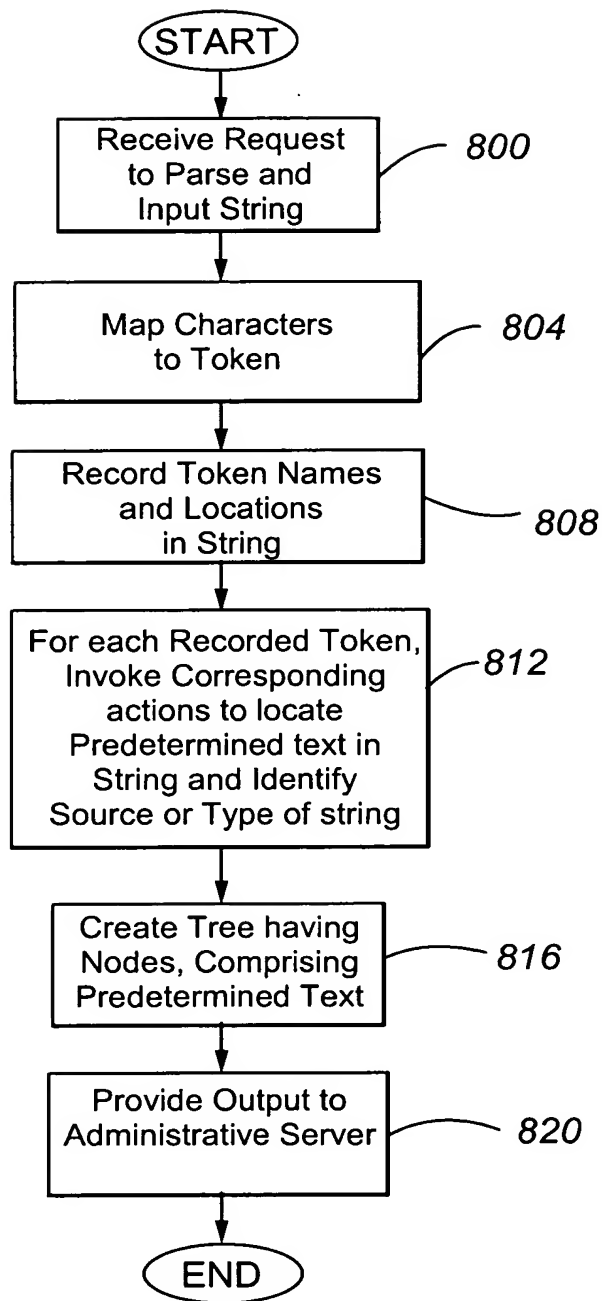 START
Receive Request
to Parse and
Input String
800
Map Characters
to Token
804
Record Token Names
and Locations
in String
808
For each Recorded Token,
Invoke Corresponding
actions to locate
Predetermined text in
String and Identify
Source or Type of string
812
Create Tree having
Nodes, Comprising
Predetermined Text
816
Provide Output to
Administrative Server
820
END